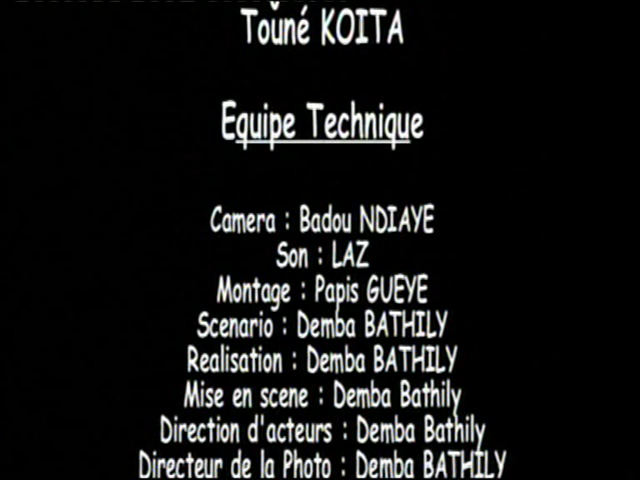 Touné KOITA
Equipe Technique
Camera : Badou NDIAYE
Son : LAZ
Montage : Papis GUEYE
Scenario : Demba BATHILY
Realisation : Demba BATHILY
Mise en scene : Demba Bathily
Direction d'acteurs : Demba Bathily
Directeur de la Photo : Demba BATHILY